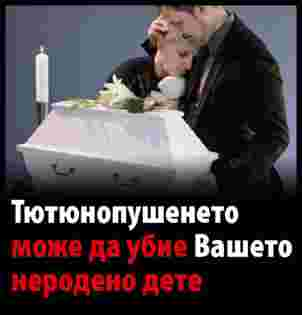 Тютюнопушенето
може да убие Вашето
неродено дете